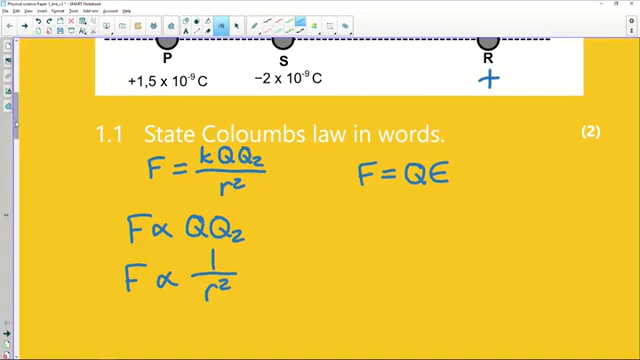 Physical science Paper 1_live_v2 * - SMART Notebook
File Edit View Insert Format Tools Add-ons Help Response
P S R
+1,5 x 10⁻⁹ C −2 x 10⁻⁹ C +
1.1 State Coloumbs law in words. (2)
F = kQQ₂/r² F = QE
F ∝ QQ₂
F ∝ 1/r²